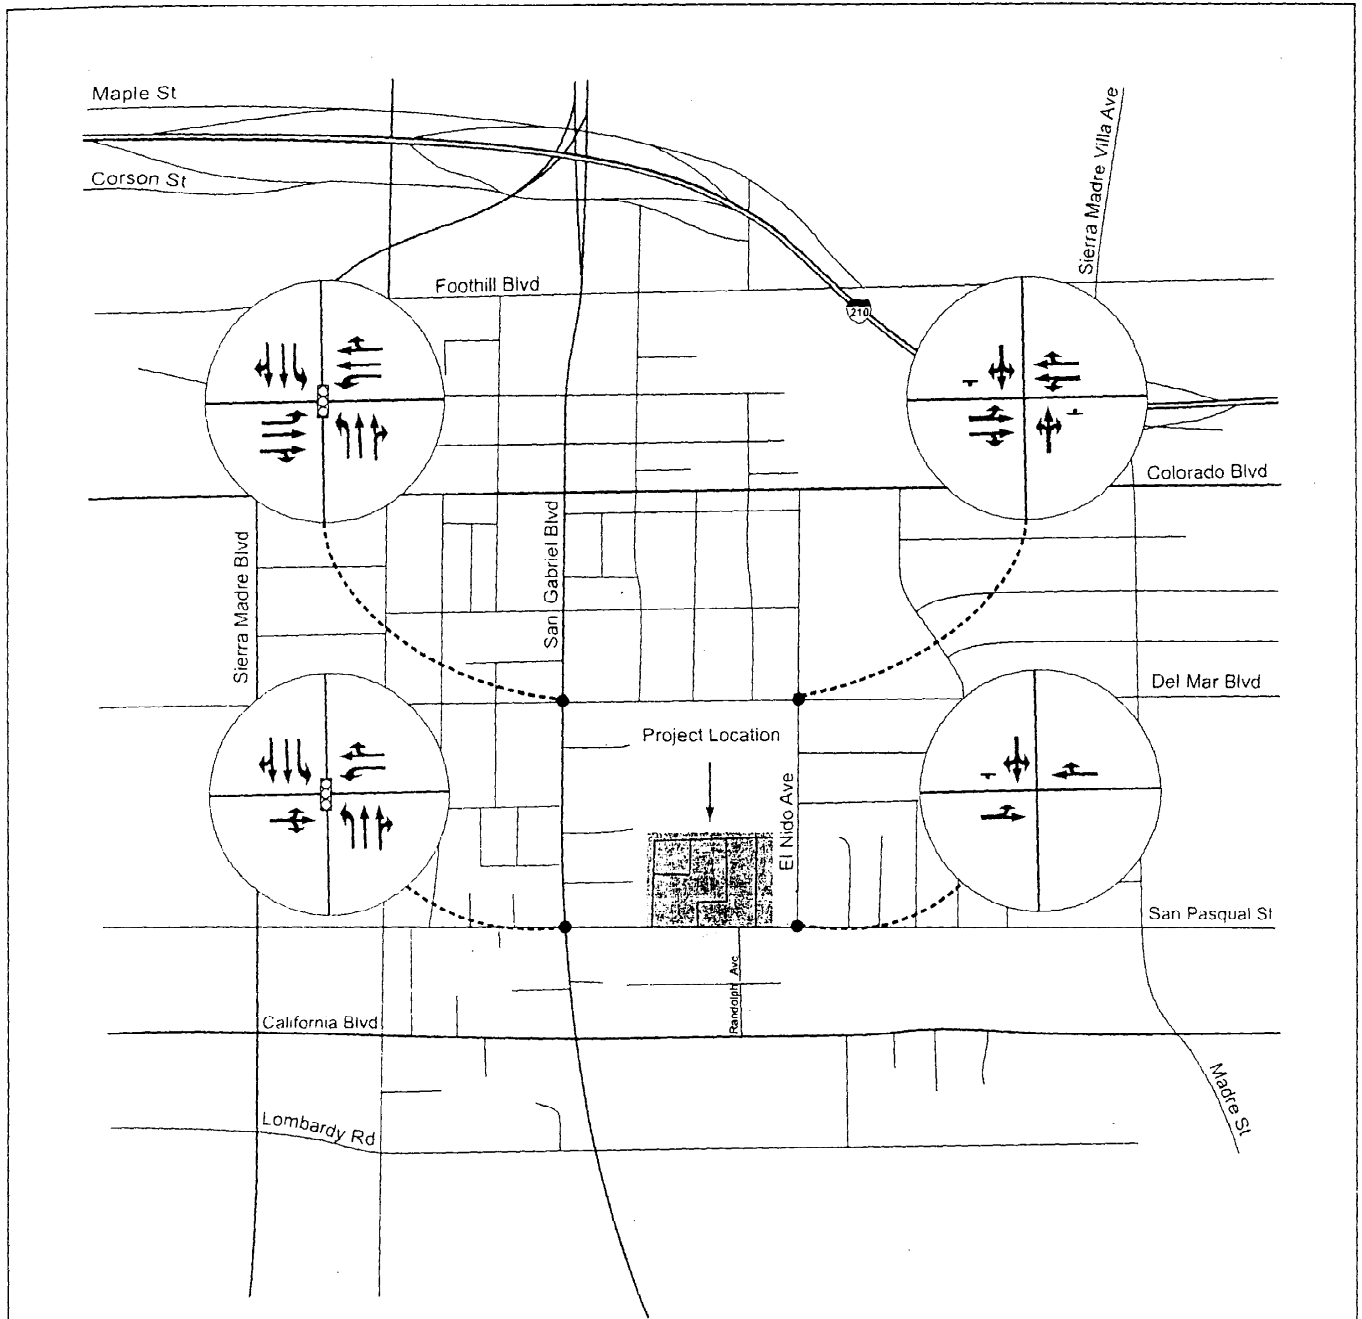 Maple St
Corson St
Sierra Madre Villa Ave
Foothill Blvd
210
Colorado Blvd
Sierra Madre Blvd
San Gabriel Blvd
Del Mar Blvd
Project Location
El Nido Ave
San Pasqual St
Randolph Ave
California Blvd
Madre St
Lombardy Rd